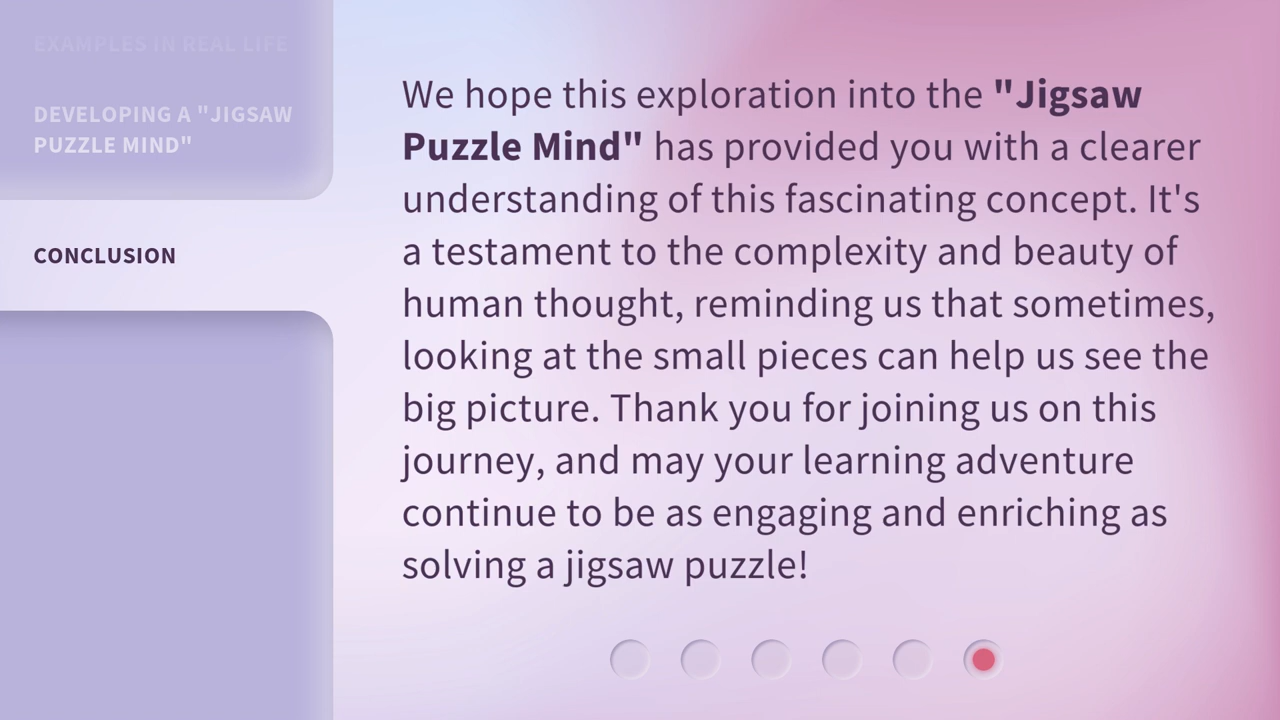 EXAMPLES IN REAL LIFE
DEVELOPING A "JIGSAW
PUZZLE MIND"
CONCLUSION
We hope this exploration into the "Jigsaw
Puzzle Mind" has provided you with a clearer
understanding of this fascinating concept. It's
a testament to the complexity and beauty of
human thought, reminding us that sometimes,
looking at the small pieces can help us see the
big picture. Thank you for joining us on this
journey, and may your learning adventure
continue to be as engaging and enriching as
solving a jigsaw puzzle!